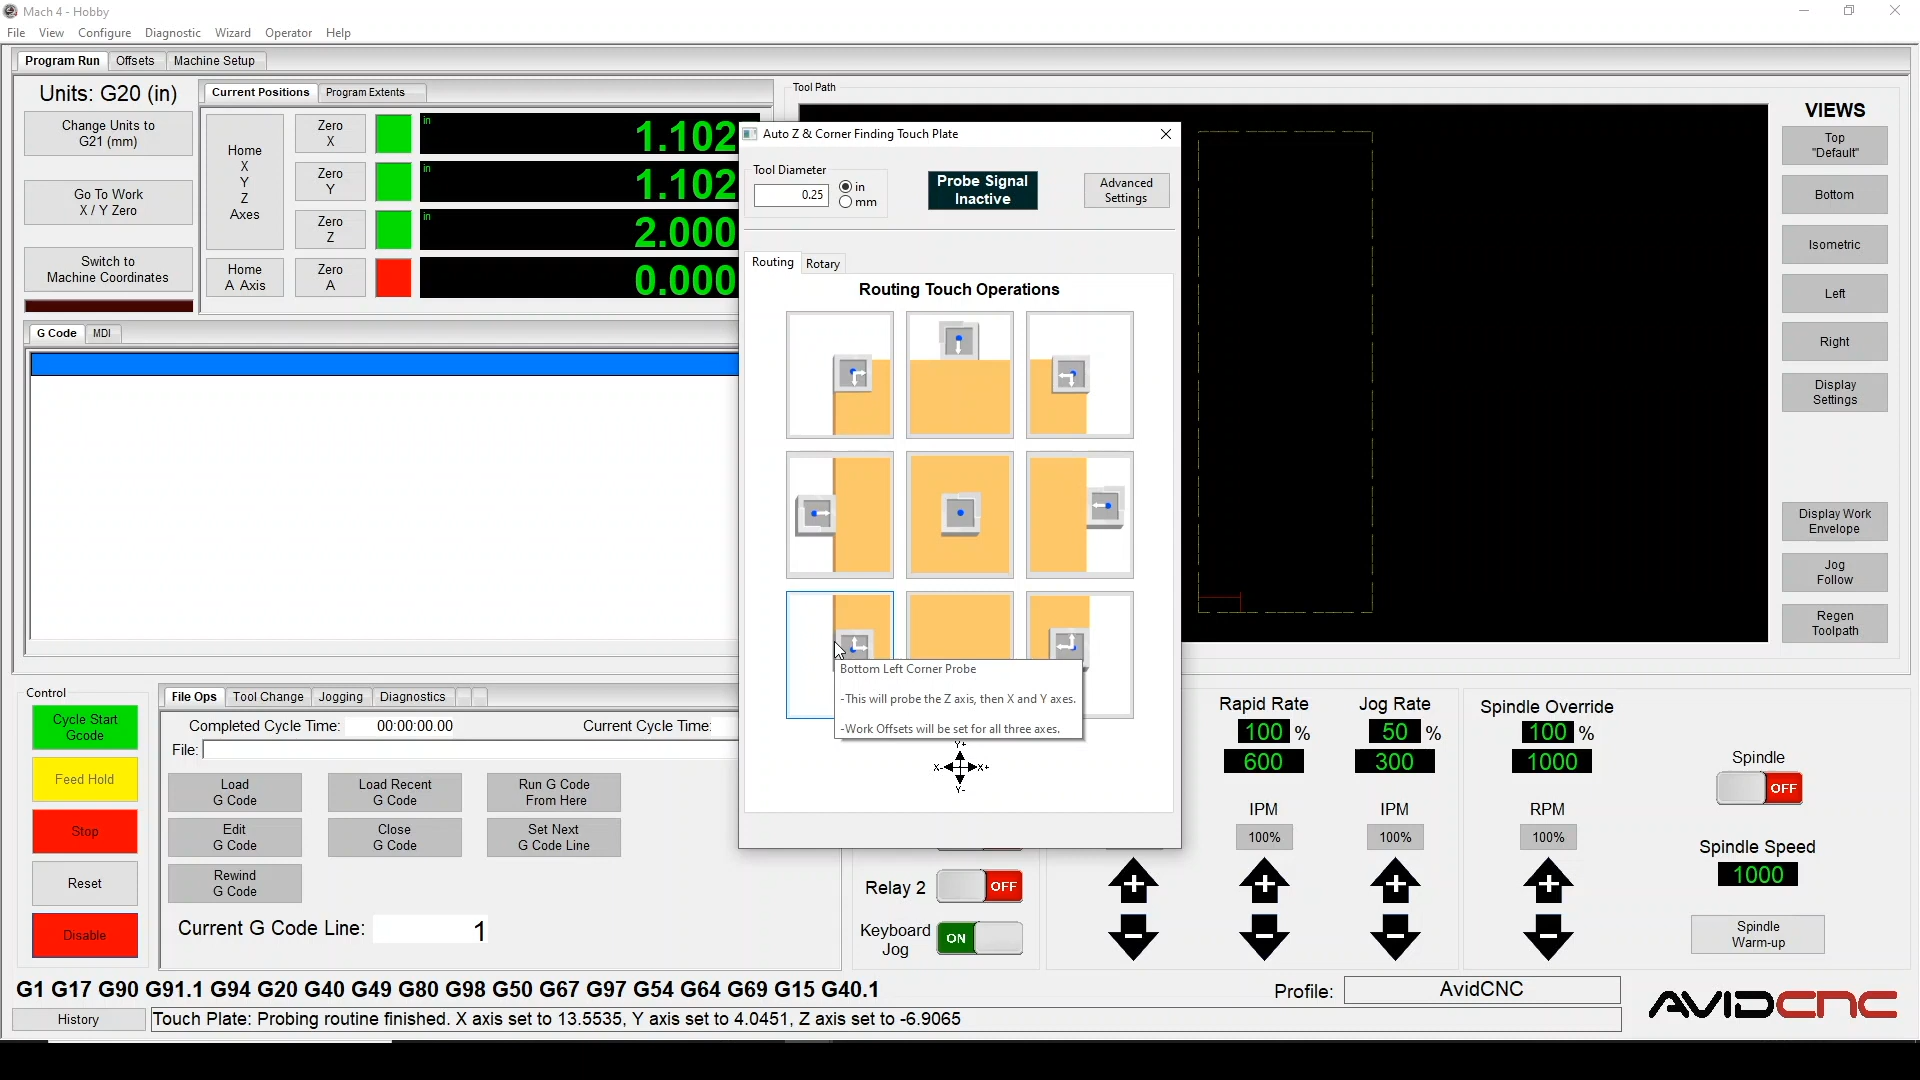 Mach 4 - Hobby
File View Configure Diagnostic Wizard Operator Help
Program Run Offsets Machine Setup
Units: G20 (in)
Change Units to
G21 (mm)
Go To Work
X / Y Zero
Switch to
Machine Coordinates
Current Positions Program Extents
Home
X
Y
Z
Axes
Zero
X
in
1.102
Zero
Y
in
1.102
Zero
Z
in
2.000
Home
A Axis
Zero
A
0.000
G Code MDI
Tool Path
Auto Z & Corner Finding Touch Plate
Tool Diameter
0.25
in
mm
Probe Signal
Inactive
Advanced
Settings
Routing Rotary
Routing Touch Operations
Bottom Left Corner Probe
-This will probe the Z axis, then X and Y axes.
-Work Offsets will be set for all three axes.
Y+
X- X+
Y-
VIEWS
Top
"Default"
Bottom
Isometric
Left
Right
Display
Settings
Display Work
Envelope
Jog
Follow
Regen
Toolpath
Control
Cycle Start
Gcode
Feed Hold
Stop
Reset
Disable
File Ops Tool Change Jogging Diagnostics
Completed Cycle Time: 00:00:00.00 Current Cycle Time:
File:
Load
G Code
Load Recent
G Code
Run G Code
From Here
Edit
G Code
Close
G Code
Set Next
G Code Line
Rewind
G Code
Current G Code Line: 1
Relay 2 OFF
Keyboard
Jog
ON
Rapid Rate
100 %
600
IPM
100%
Jog Rate
50 %
300
IPM
100%
Spindle Override
100 %
1000
RPM
100%
Spindle
OFF
Spindle Speed
1000
Spindle
Warm-up
G1 G17 G90 G91.1 G94 G20 G40 G49 G80 G98 G50 G67 G97 G54 G64 G69 G15 G40.1
Profile: AvidCNC
AVIDCNC
History
Touch Plate: Probing routine finished. X axis set to 13.5535, Y axis set to 4.0451, Z axis set to -6.9065